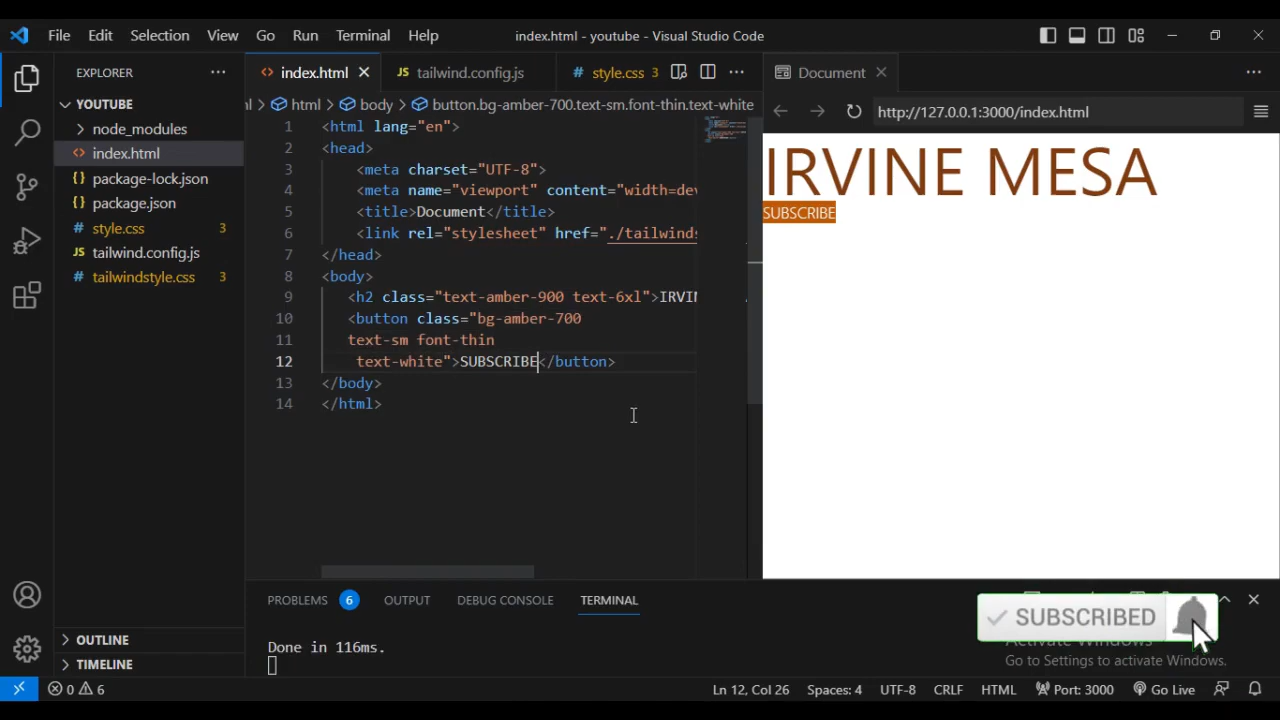 File Edit Selection View Go Run Terminal Help
index.html - youtube - Visual Studio Code
EXPLORER
YOUTUBE
node_modules
index.html
package-lock.json
package.json
style.css 3
tailwind.config.js
tailwindstyle.css 3
OUTLINE
TIMELINE
index.html tailwind.config.js style.css 3
html body button.bg-amber-700.text-sm.font-thin.text-white
1 <html lang="en">
2 <head>
3 <meta charset="UTF-8">
4 <meta name="viewport" content="width=dev
5 <title>Document</title>
6 <link rel="stylesheet" href="./tailwinds
7 </head>
8 <body>
9 <h2 class="text-amber-900 text-6xl">IRVIN
10 <button class="bg-amber-700
11 text-sm font-thin
12 text-white">SUBSCRIBE</button>
13 </body>
14 </html>
Document
http://127.0.0.1:3000/index.html
IRVINE MESA
SUBSCRIBE
PROBLEMS 6 OUTPUT DEBUG CONSOLE TERMINAL
Done in 116ms.
SUBSCRIBED
Activate Windows
Go to Settings to activate Windows.
0 6
Ln 12, Col 26 Spaces: 4 UTF-8 CRLF HTML Port: 3000 Go Live